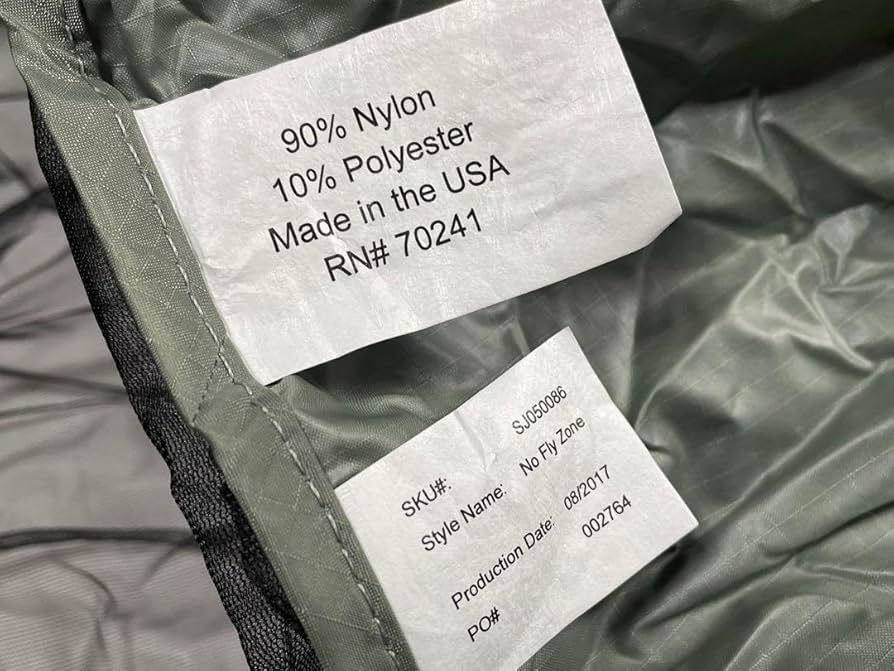 90% Nylon
10% Polyester
Made in the USA
RN# 70241
SKU#: SJ050086
Style Name: No Fly Zone
Production Date: 08/2017
PO# 002764